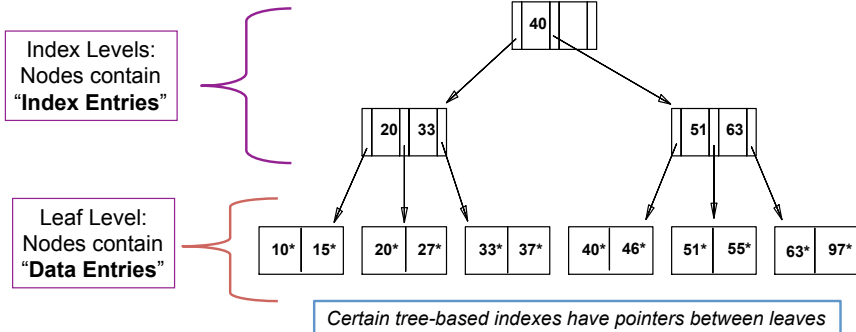 40
Index Levels:
Nodes contain
“Index Entries”
20 33
51 63
Leaf Level:
Nodes contain
“Data Entries”
10* 15*
20* 27*
33* 37*
40* 46*
51* 55*
63* 97*
Certain tree-based indexes have pointers between leaves